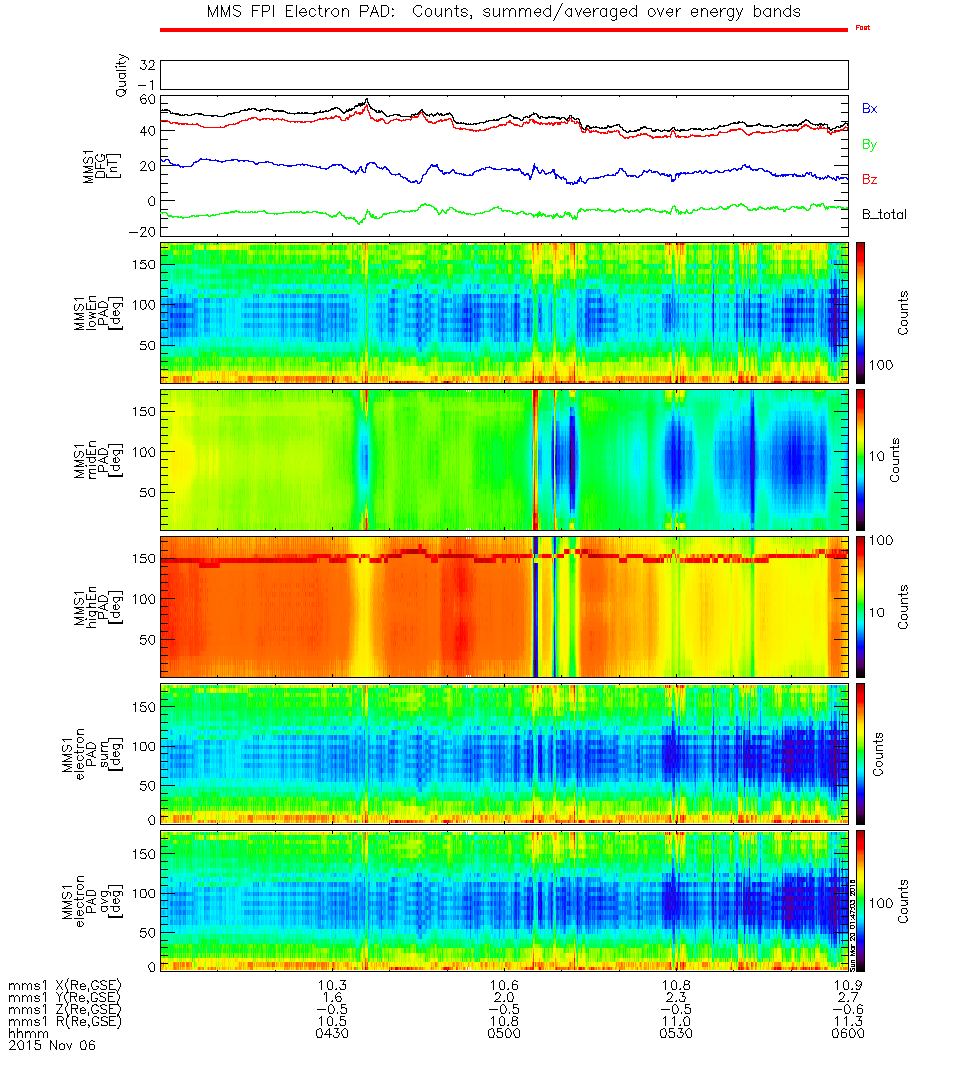 MMS FPI Electron PAD:  Counts, summed/averaged over energy bands
Fast
Quality
32
-1
MMS1
DFG
[nT]
60
40
20
0
-20
Bx
By
Bz
B_total
MMS1
lowEn
PAD
[deg]
150
100
50
100
Counts
MMS1
midEn
PAD
[deg]
150
100
50
10
Counts
MMS1
highEn
PAD
[deg]
150
100
50
100
10
Counts
MMS1
electron
PAD
sum
[deg]
150
100
50
0
Counts
MMS1
electron
PAD
avg
[deg]
150
100
50
0
100
Counts
mms1 X(Re,GSE) 10.3 10.6 10.8 10.9
mms1 Y(Re,GSE) 1.6 2.0 2.3 2.7
mms1 Z(Re,GSE) -0.5 -0.5 -0.5 -0.6
mms1 R(Re,GSE) 10.5 10.8 11.0 11.3
hhmm 0430 0500 0530 0600
2015 Nov 06